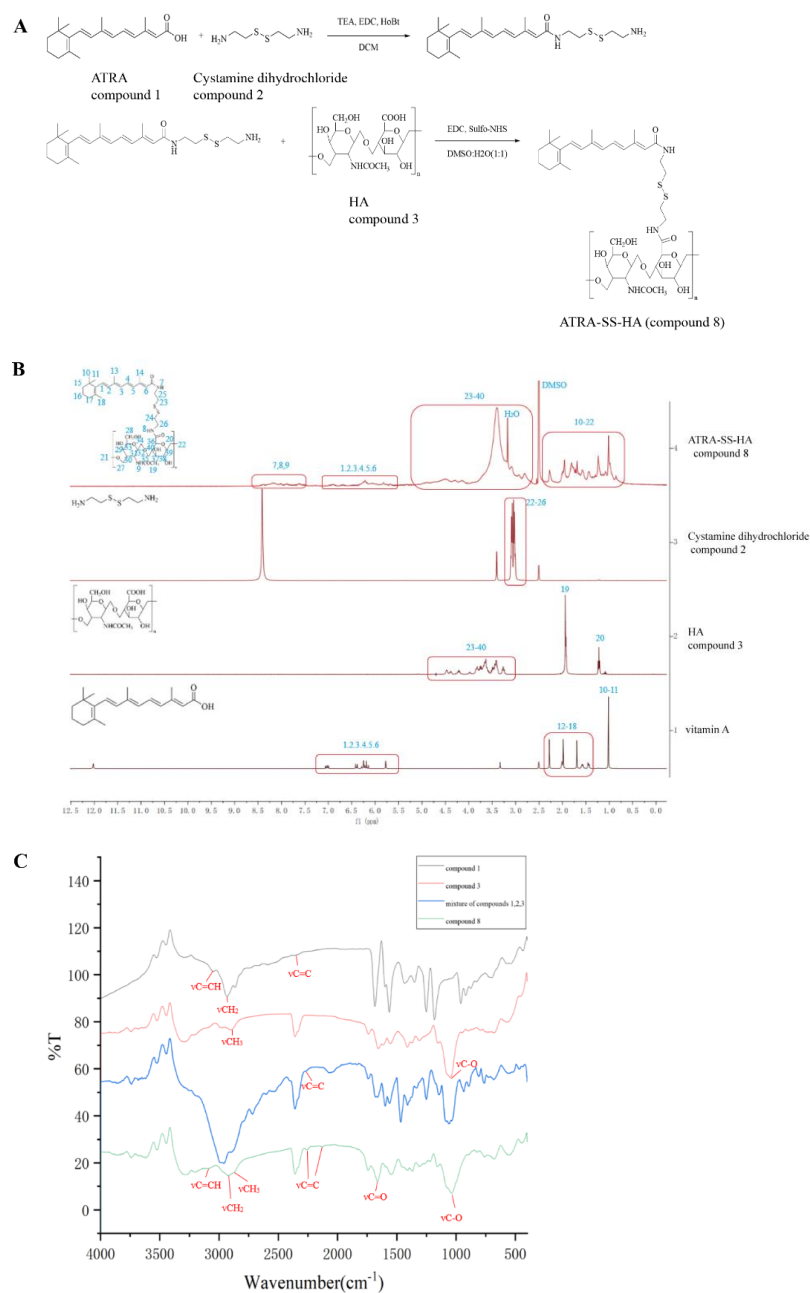 A
TEA, EDC, HoBt
DCM
ATRA
compound 1
Cystamine dihydrochloride
compound 2
EDC, Sulfo-NHS
DMSO:H2O(1:1)
HA
compound 3
ATRA-SS-HA (compound 8)
B
DMSO
23-40
H2O
10-22
7,8,9
1.2.3.4.5.6
ATRA-SS-HA
compound 8
22-26
Cystamine dihydrochloride
compound 2
19
20
23-40
HA
compound 3
10-11
12-18
1.2.3.4.5.6
vitamin A
4
3
2
1
12.5 12.0 11.5 11.0 10.5 10.0 9.5 9.0 8.5 8.0 7.5 7.0 6.5 6.0 5.5 5.0 4.5 4.0 3.5 3.0 2.5 2.0 1.5 1.0 0.5 0.0 -0.2
C
compound 1
compound 3
mixture of compounds 1,2,3
compound 8
140
120
100
80
60
40
20
0
%T
νC=CH
νCH2
νC=C
νCH3
νC-O
νC=C
νC=CH
νCH2
νCH3
νC=C
νC=O
νC-O
4000 3500 3000 2500 2000 1500 1000 500
Wavenumber(cm-1)